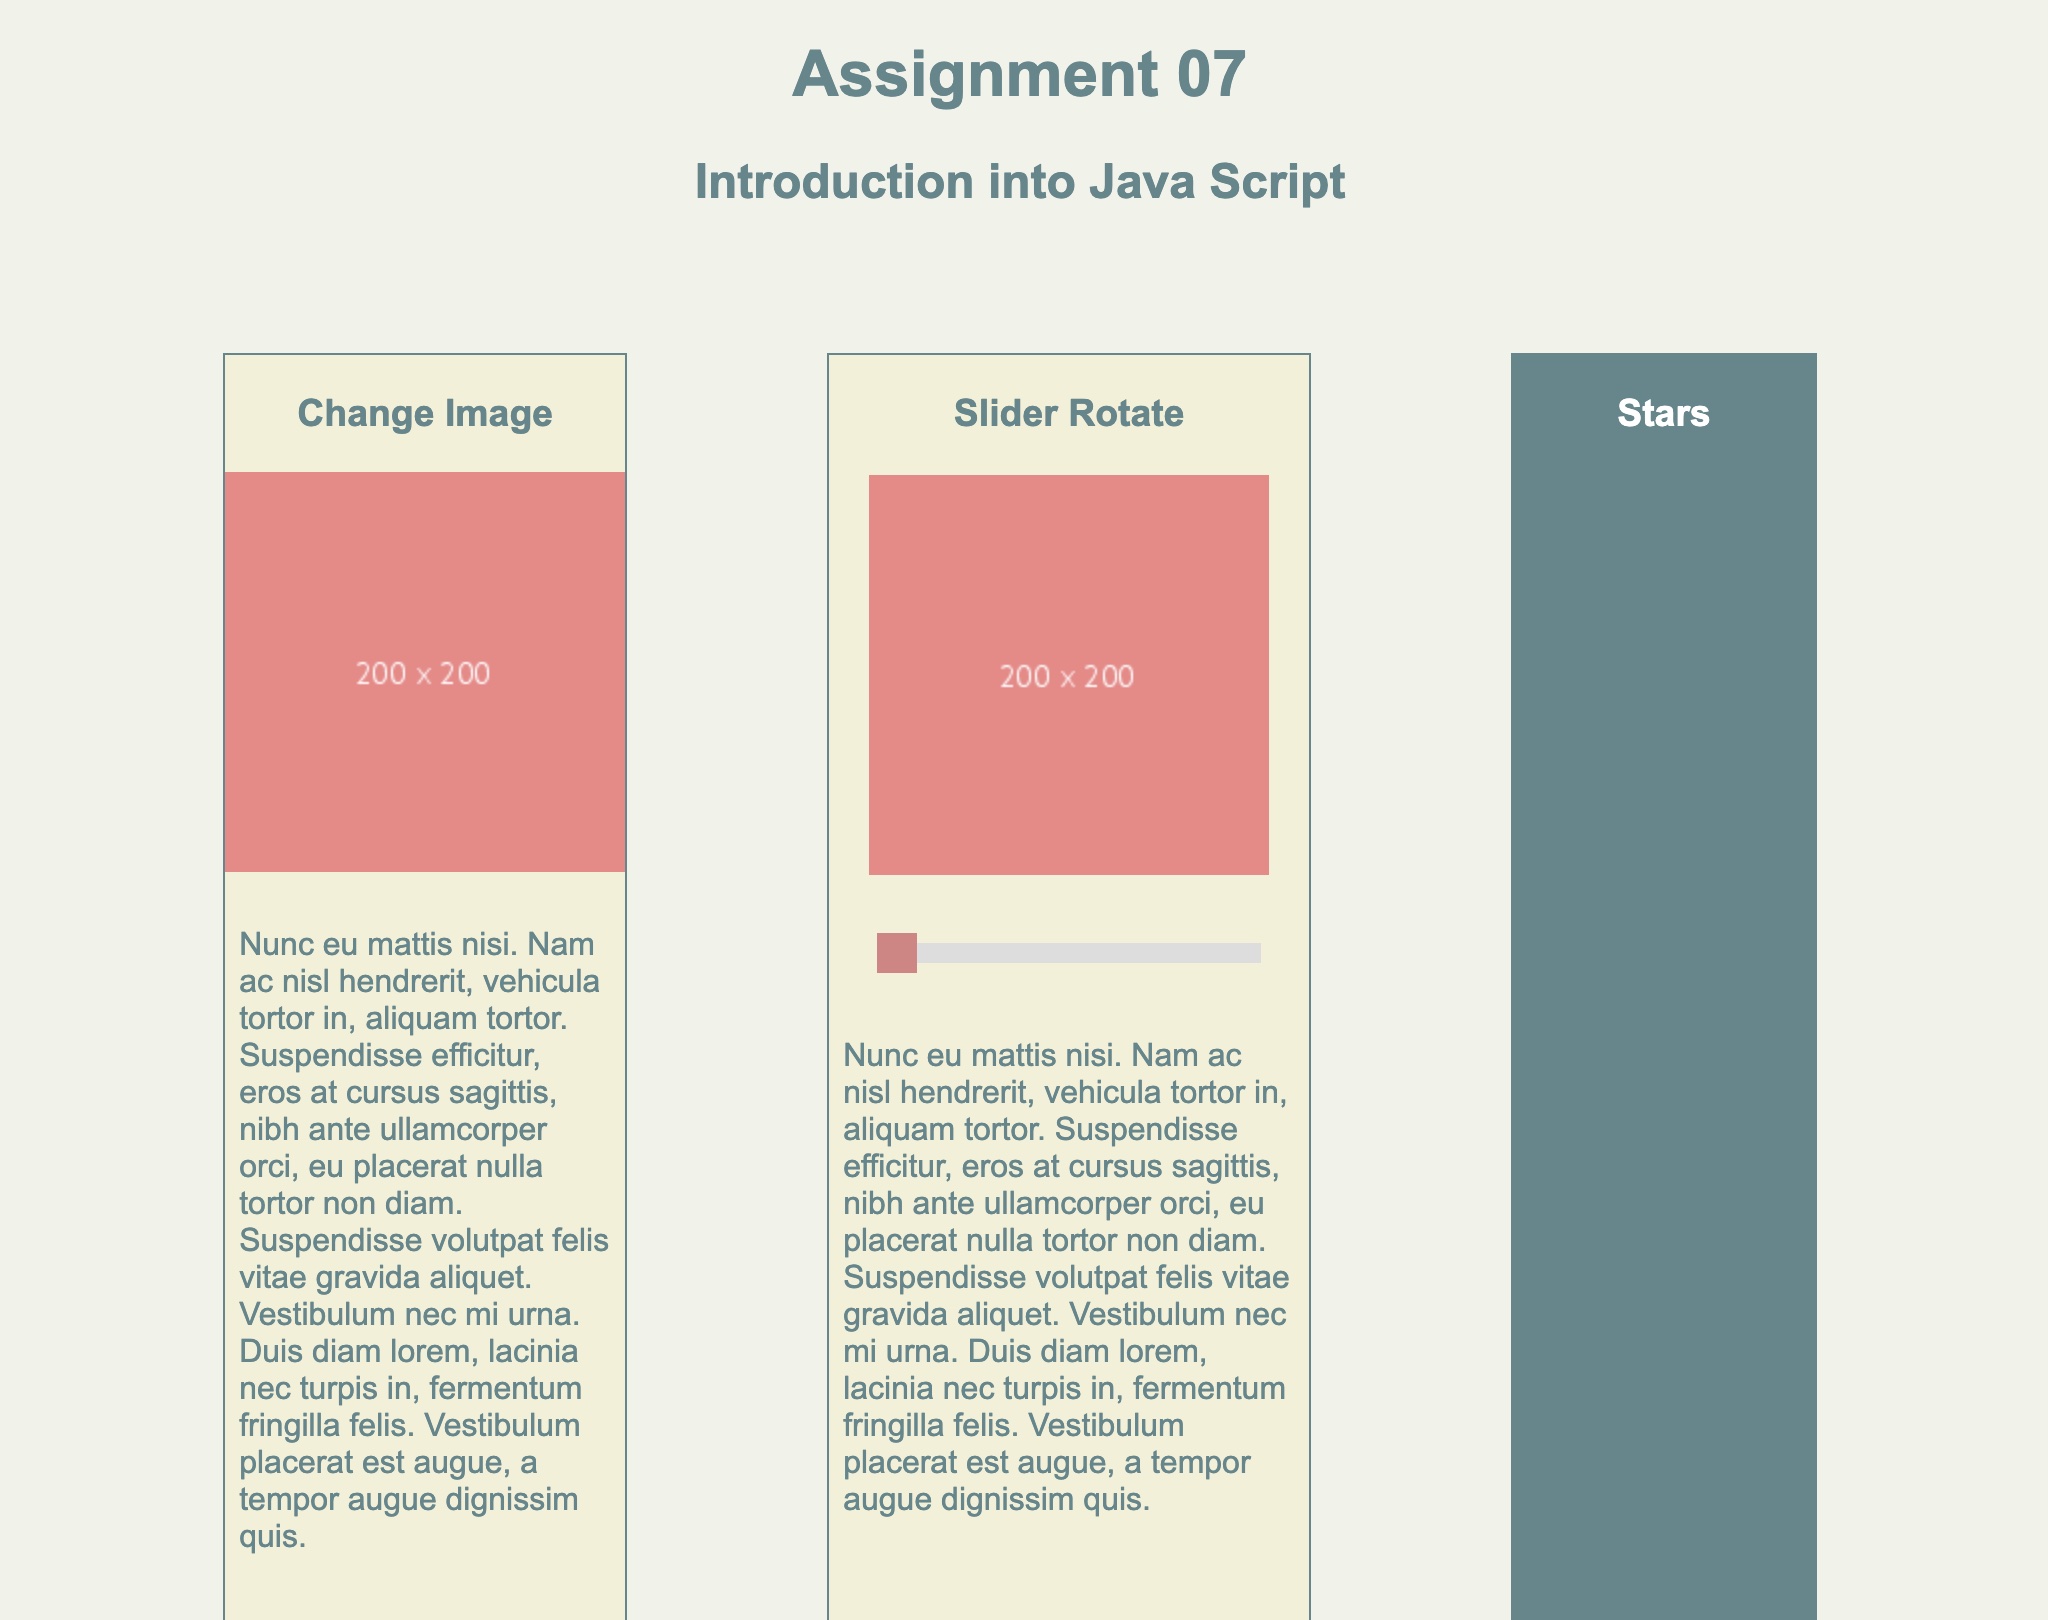 Assignment 07
Introduction into Java Script
Change Image
200 x 200
Nunc eu mattis nisi. Nam
ac nisl hendrerit, vehicula
tortor in, aliquam tortor.
Suspendisse efficitur,
eros at cursus sagittis,
nibh ante ullamcorper
orci, eu placerat nulla
tortor non diam.
Suspendisse volutpat felis
vitae gravida aliquet.
Vestibulum nec mi urna.
Duis diam lorem, lacinia
nec turpis in, fermentum
fringilla felis. Vestibulum
placerat est augue, a
tempor augue dignissim
quis.
Slider Rotate
200 x 200
Nunc eu mattis nisi. Nam ac
nisl hendrerit, vehicula tortor in,
aliquam tortor. Suspendisse
efficitur, eros at cursus sagittis,
nibh ante ullamcorper orci, eu
placerat nulla tortor non diam.
Suspendisse volutpat felis vitae
gravida aliquet. Vestibulum nec
mi urna. Duis diam lorem,
lacinia nec turpis in, fermentum
fringilla felis. Vestibulum
placerat est augue, a tempor
augue dignissim quis.
Stars